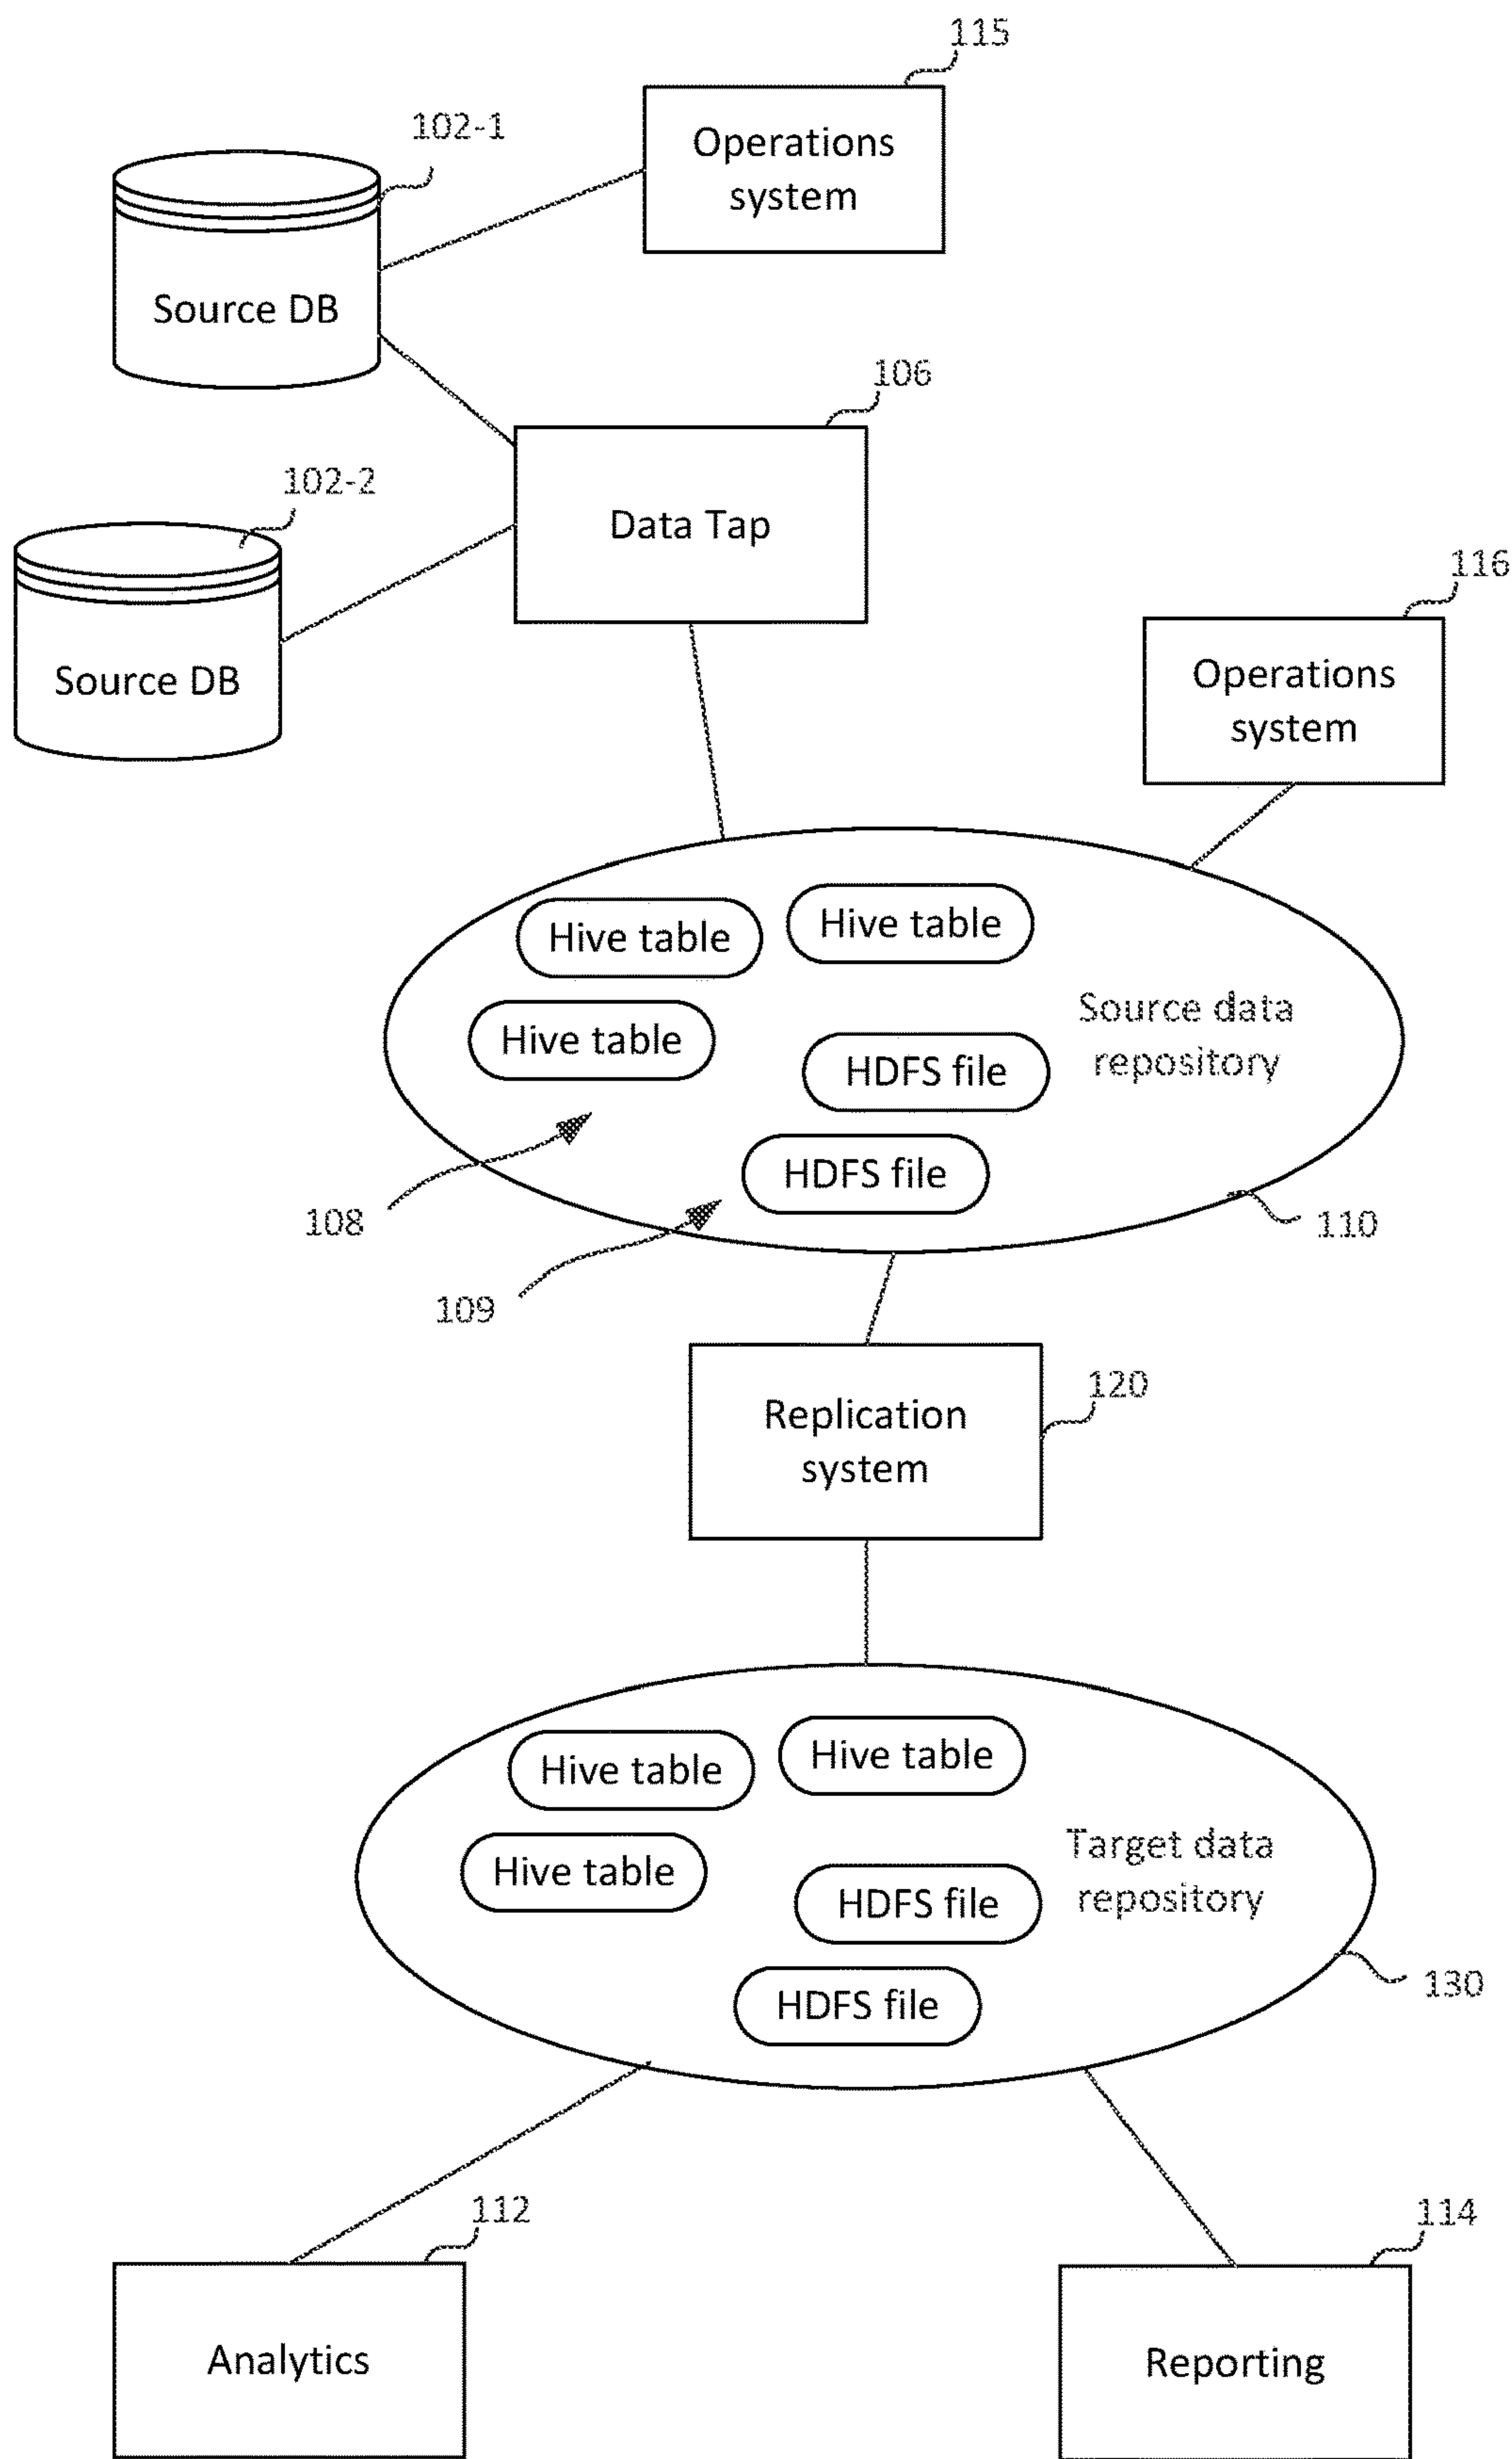 115
102-1
Operations
system
Source DB
106
102-2
Data Tap
116
Source DB
Operations
system
Hive table
Hive table
Source data
repository
Hive table
HDFS file
HDFS file
108
110
109
120
Replication
system
Hive table
Hive table
Target data
repository
Hive table
HDFS file
130
HDFS file
112
114
Analytics
Reporting